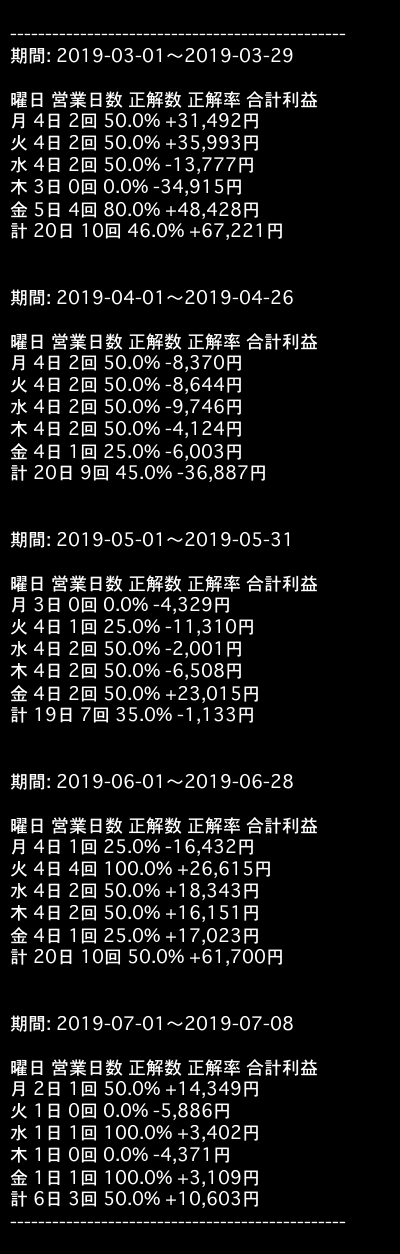 ------------------------------------------------
期間: 2019-03-01〜2019-03-29
曜日 営業日数 正解数 正解率 合計利益
月 4日 2回 50.0% +31,492円
火 4日 2回 50.0% +35,993円
水 4日 2回 50.0% -13,777円
木 3日 0回 0.0% -34,915円
金 5日 4回 80.0% +48,428円
計 20日 10回 46.0% +67,221円
期間: 2019-04-01〜2019-04-26
曜日 営業日数 正解数 正解率 合計利益
月 4日 2回 50.0% -8,370円
火 4日 2回 50.0% -8,644円
水 4日 2回 50.0% -9,746円
木 4日 2回 50.0% -4,124円
金 4日 1回 25.0% -6,003円
計 20日 9回 45.0% -36,887円
期間: 2019-05-01〜2019-05-31
曜日 営業日数 正解数 正解率 合計利益
月 3日 0回 0.0% -4,329円
火 4日 1回 25.0% -11,310円
水 4日 2回 50.0% -2,001円
木 4日 2回 50.0% -6,508円
金 4日 2回 50.0% +23,015円
計 19日 7回 35.0% -1,133円
期間: 2019-06-01〜2019-06-28
曜日 営業日数 正解数 正解率 合計利益
月 4日 1回 25.0% -16,432円
火 4日 4回 100.0% +26,615円
水 4日 2回 50.0% +18,343円
木 4日 2回 50.0% +16,151円
金 4日 1回 25.0% +17,023円
計 20日 10回 50.0% +61,700円
期間: 2019-07-01〜2019-07-08
曜日 営業日数 正解数 正解率 合計利益
月 2日 1回 50.0% +14,349円
火 1日 0回 0.0% -5,886円
水 1日 1回 100.0% +3,402円
木 1日 0回 0.0% -4,371円
金 1日 1回 100.0% +3,109円
計 6日 3回 50.0% +10,603円
------------------------------------------------